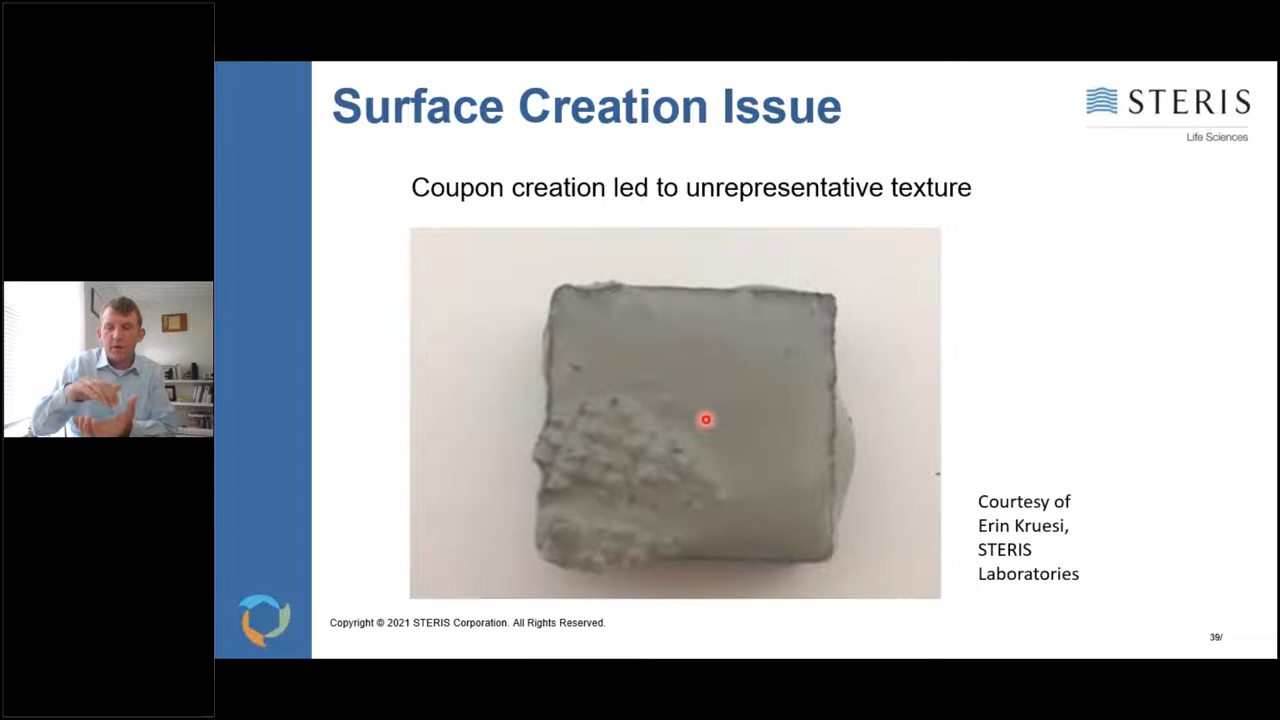 Surface Creation Issue
STERIS
Life Sciences
Coupon creation led to unrepresentative texture
Courtesy of
Erin Kruesi,
STERIS
Laboratories
Copyright © 2021 STERIS Corporation. All Rights Reserved.
39/